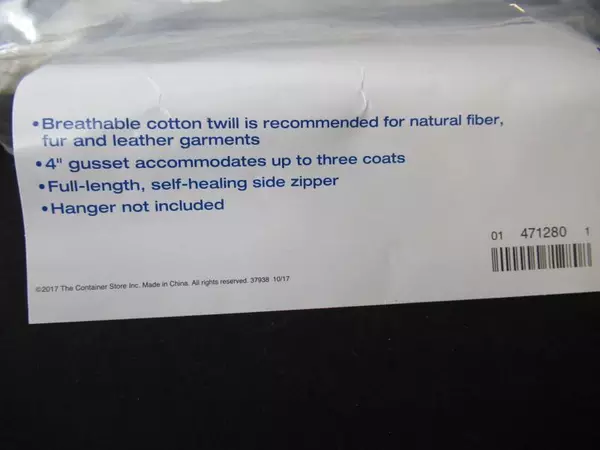 •Breathable cotton twill is recommended for natural fiber,
fur and leather garments
•4" gusset accommodates up to three coats
•Full-length, self-healing side zipper
•Hanger not included
01 471280 1
©2017 The Container Store Inc. Made in China. All rights reserved. 37938 10/17